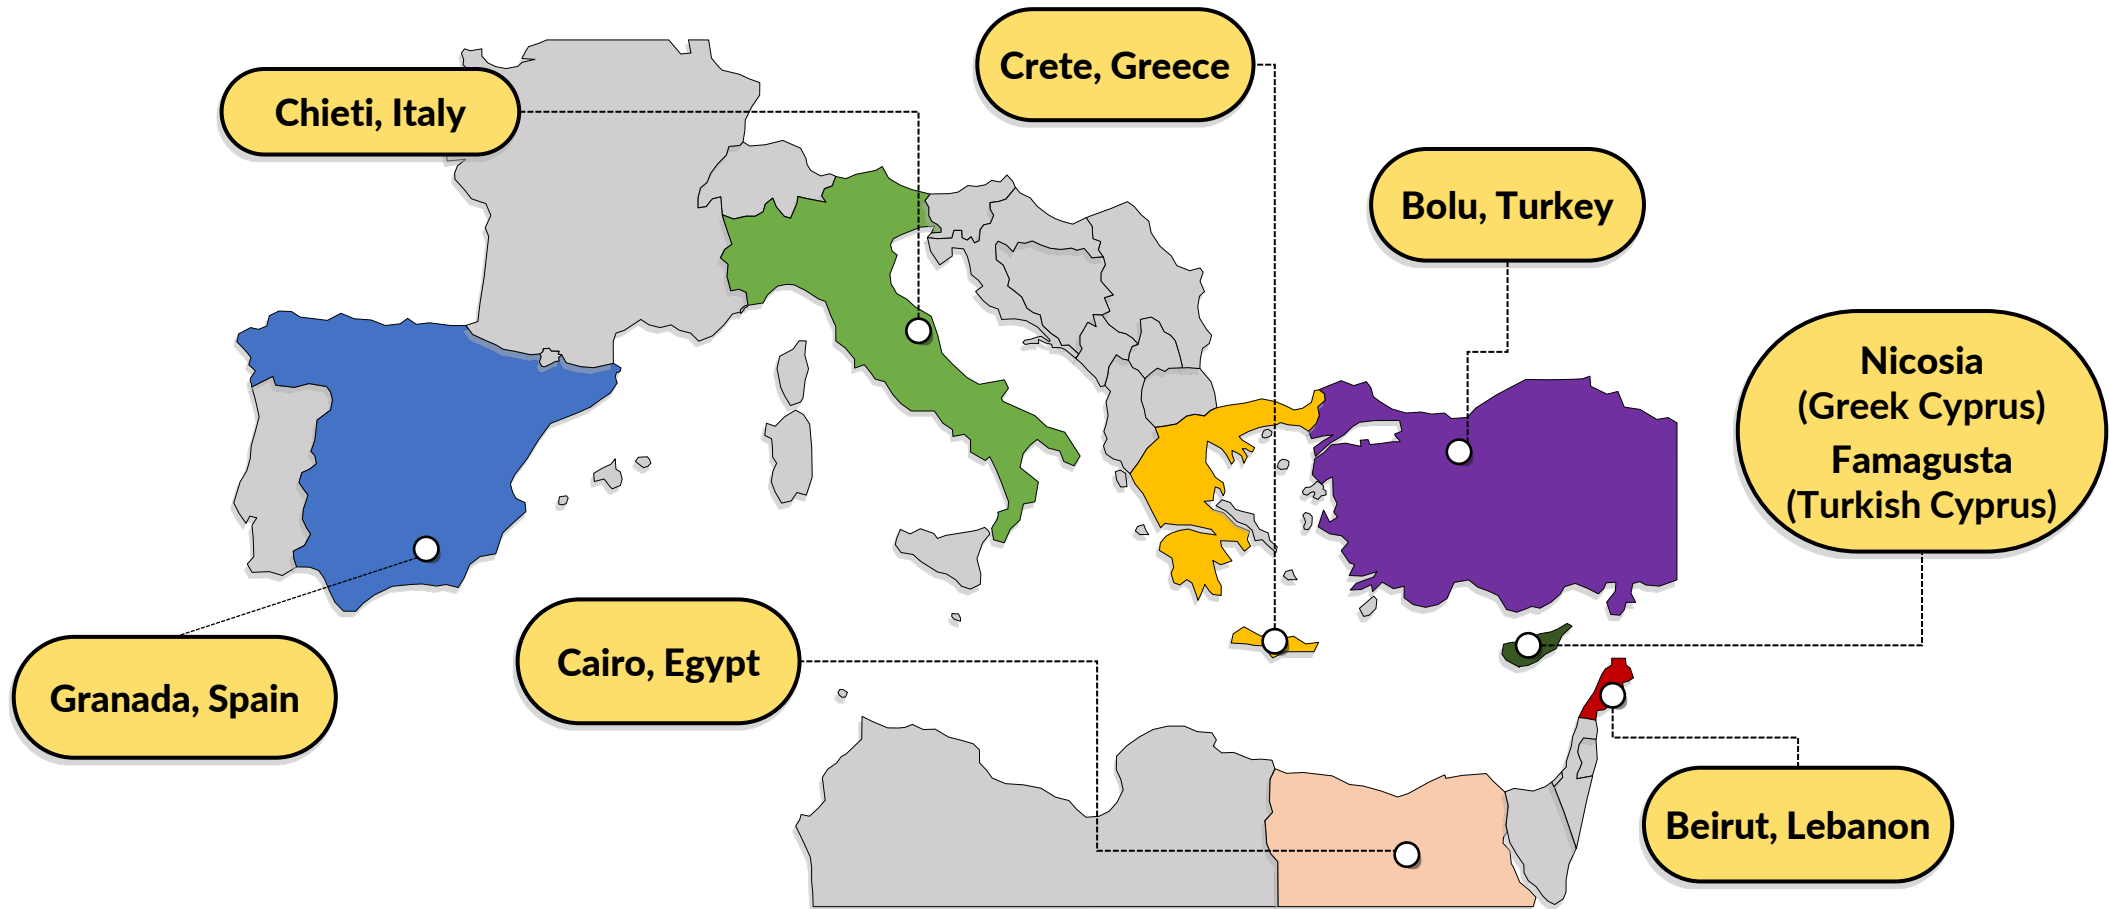 Crete, Greece
Chieti, Italy
Bolu, Turkey
Nicosia
(Greek Cyprus)
Famagusta
(Turkish Cyprus)
Cairo, Egypt
Granada, Spain
Beirut, Lebanon